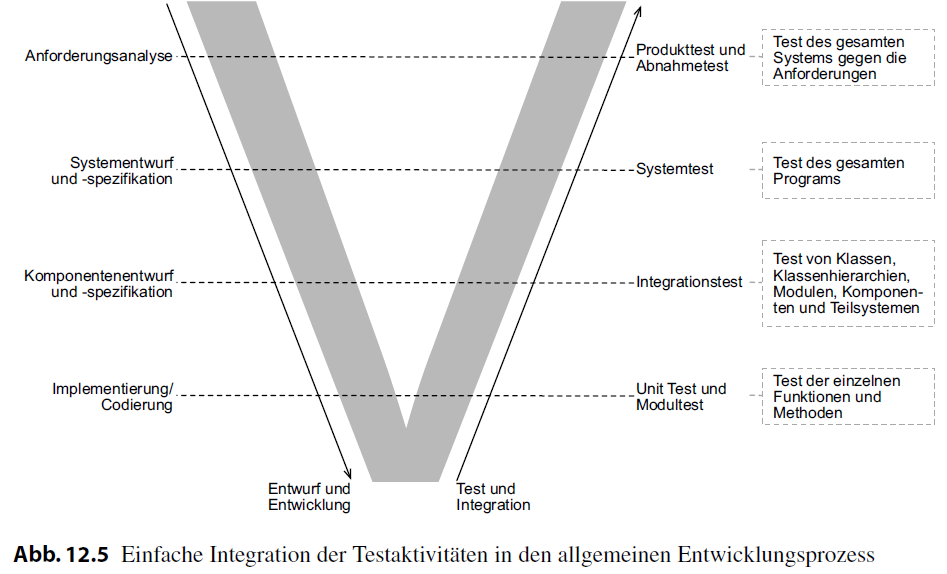 Anforderungsanalyse
Produkttest und
Abnahmetest
Test des gesamten
Systems gegen die
Anforderungen
Systementwurf
und -spezifikation
Systemtest
Test des gesamten
Programs
Komponentenentwurf
und -spezifikation
Integrationstest
Test von Klassen,
Klassenhierarchien,
Modulen, Komponen-
ten und Teilsystemen
Implementierung/
Codierung
Unit Test und
Modultest
Test der einzelnen
Funktionen und
Methoden
Entwurf und
Entwicklung
Test und
Integration
Abb. 12.5 Einfache Integration der Testaktivitäten in den allgemeinen Entwicklungsprozess